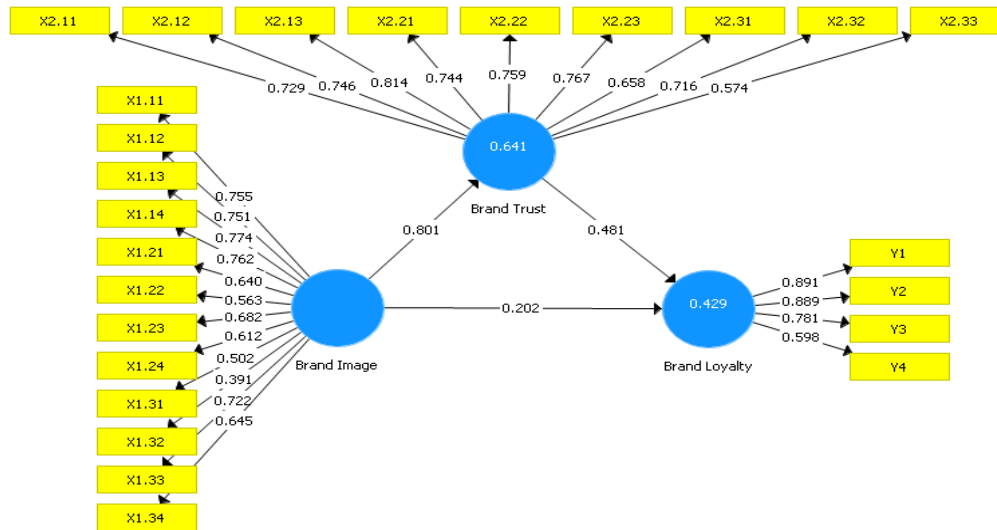 X2.11 X2.12 X2.13 X2.21 X2.22 X2.23 X2.31 X2.32 X2.33
0.729 0.746 0.814 0.744 0.759 0.767 0.658 0.716 0.574
0.641
Brand Trust
X1.11
X1.12
X1.13
X1.14
X1.21
X1.22
X1.23
X1.24
X1.31
X1.32
X1.33
X1.34
0.755
0.751
0.774
0.762
0.640
0.563
0.682
0.612
0.502
0.391
0.722
0.645
Brand Image
0.801
0.481
0.202
0.429
Brand Loyalty
0.891
0.889
0.781
0.598
Y1
Y2
Y3
Y4